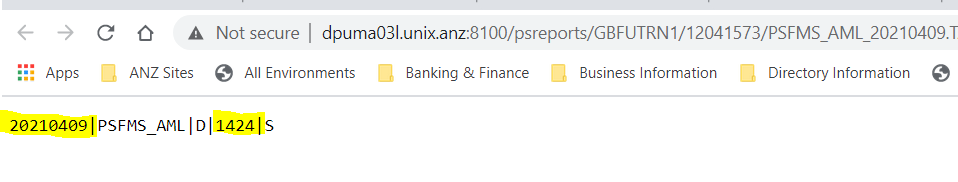 Not secure | dpuma03l.unix.anz:8100/psreports/GBFUTRN1/12041573/PSFMS_AML_20210409.T
Apps ANZ Sites All Environments Banking & Finance Business Information Directory Information
20210409|PSFMS_AML|D|1424|S